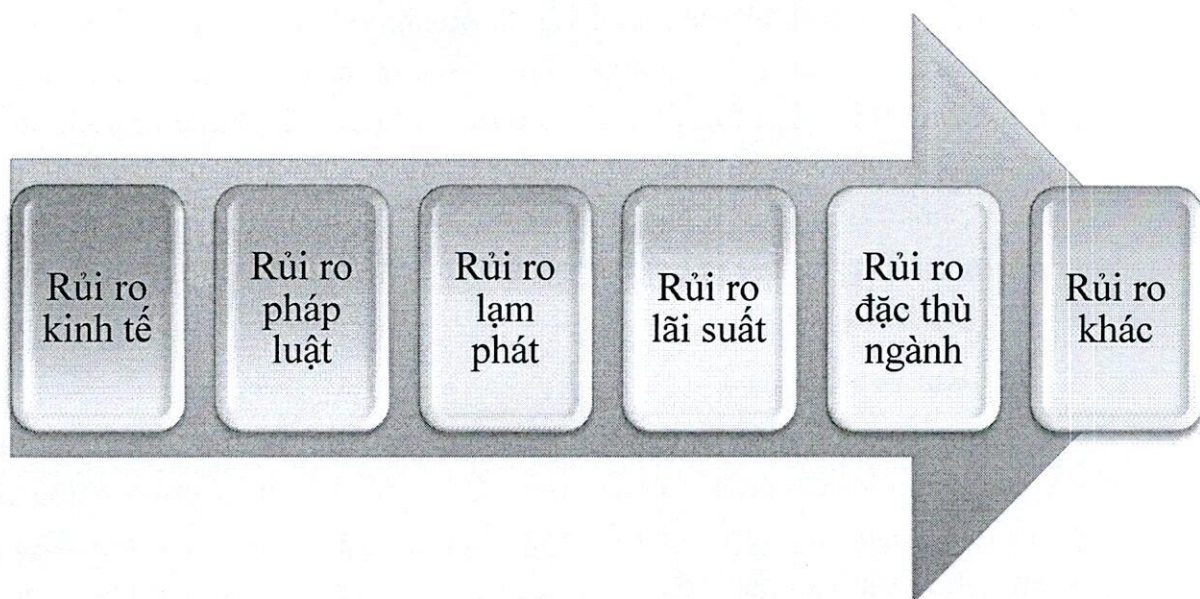 Rủi ro
kinh tế
Rủi ro
pháp
luật
Rủi ro
lạm
phát
Rủi ro
lãi suất
Rủi ro
đặc thù
ngành
Rủi ro
khác